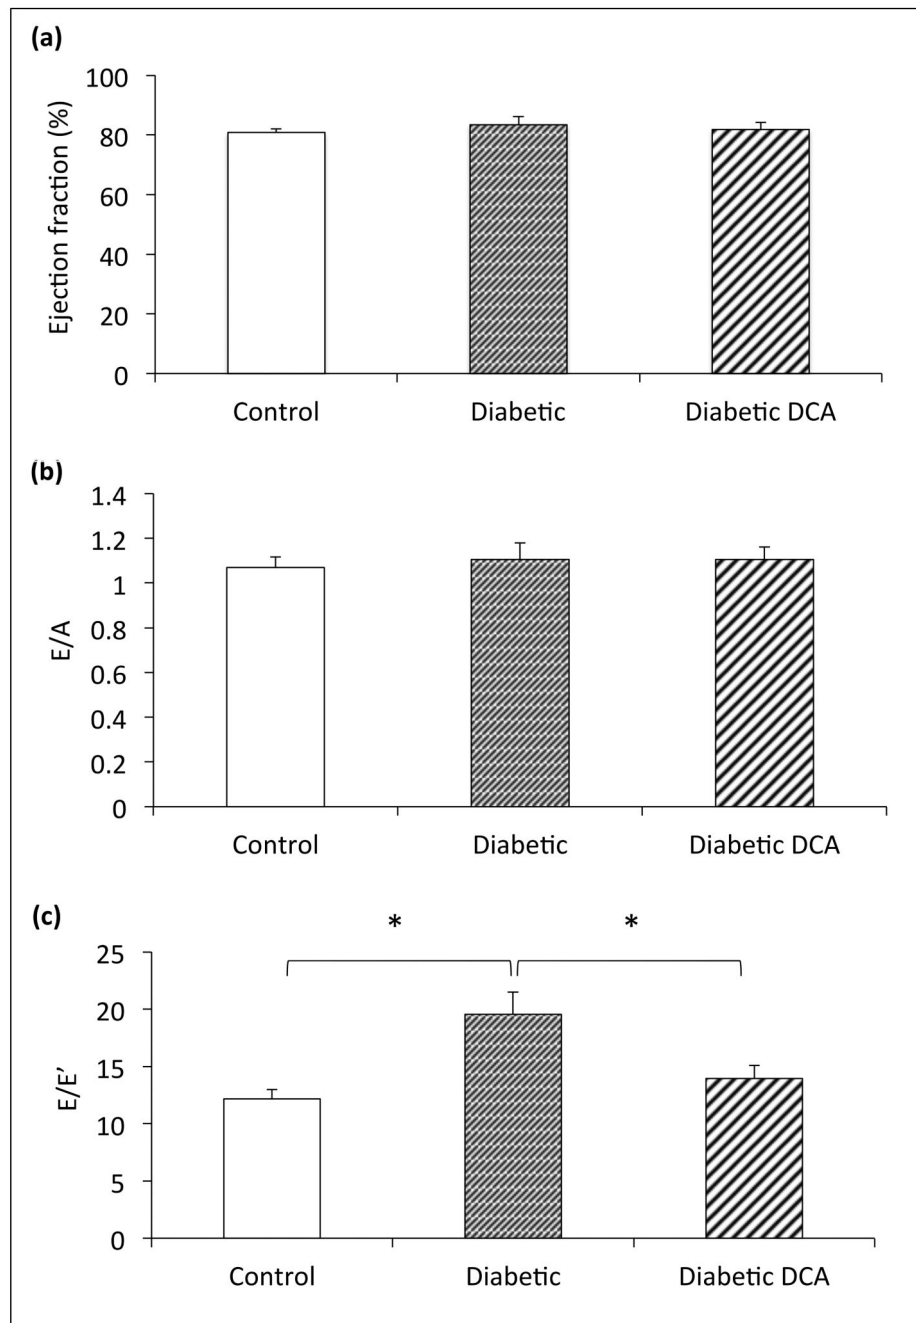 (a)
100
80
60
40
20
0
Ejection fraction (%)
Control Diabetic Diabetic DCA
(b)
1.4
1.2
1
0.8
0.6
0.4
0.2
0
E/A
Control Diabetic Diabetic DCA
(c)
* *
25
20
15
10
5
0
E/E’
Control Diabetic Diabetic DCA